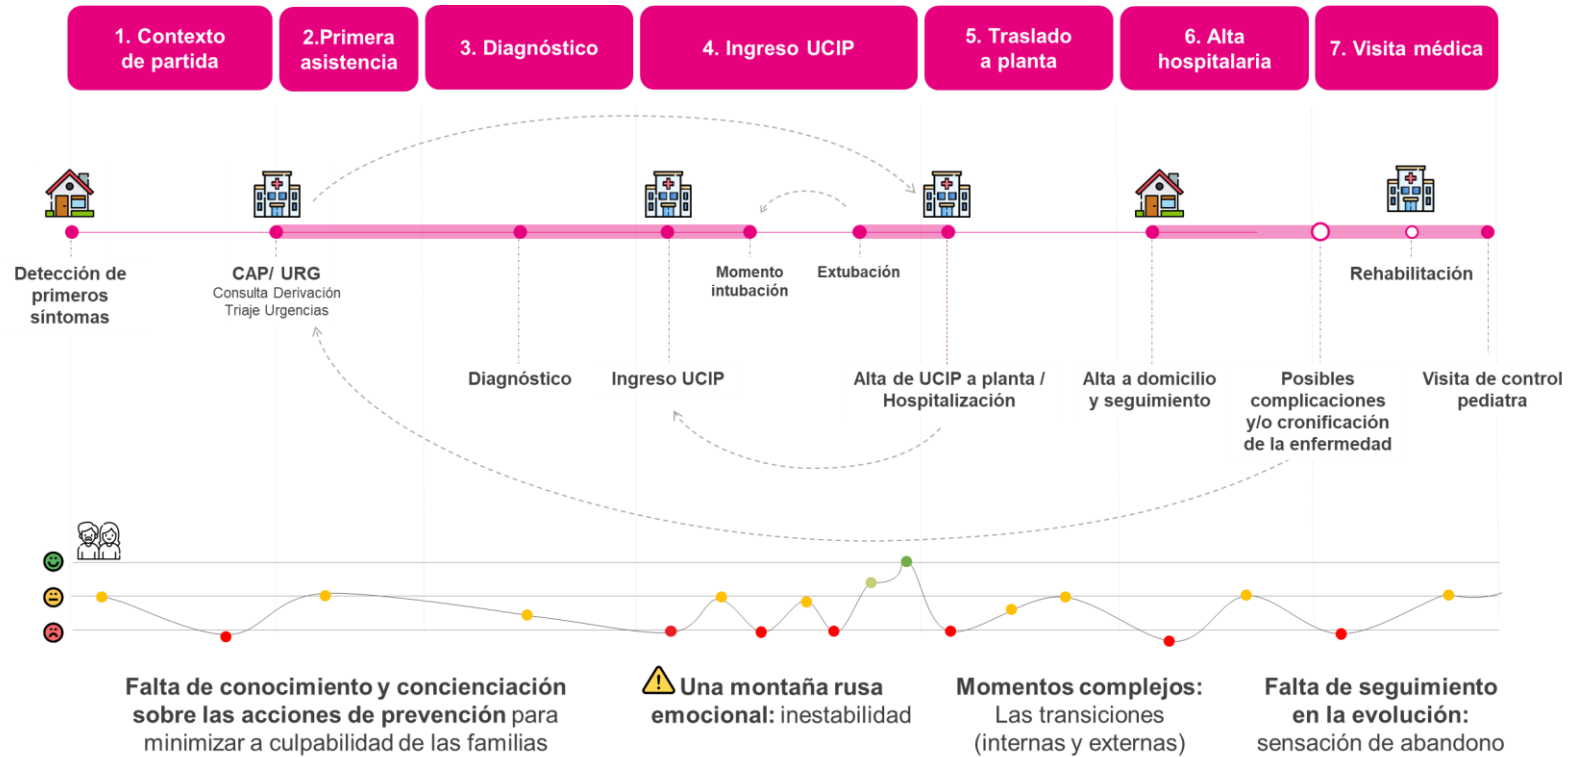 1. Contexto
de partida
2.Primera
asistencia
3. Diagnóstico
4. Ingreso UCIP
5. Traslado
a planta
6. Alta
hospitalaria
7. Visita médica
Detección de
primeros
síntomas
CAP/ URG
Consulta Derivación
Triaje Urgencias
Momento
intubación
Extubación
Rehabilitación
Diagnóstico
Ingreso UCIP
Alta de UCIP a planta /
Hospitalización
Alta a domicilio
y seguimiento
Posibles
complicaciones
y/o cronificación
de la enfermedad
Visita de control
pediatra
Falta de conocimiento y concienciación
sobre las acciones de prevención para
minimizar a culpabilidad de las familias
Una montaña rusa
emocional: inestabilidad
Momentos complejos:
Las transiciones
(internas y externas)
Falta de seguimiento
en la evolución:
sensación de abandono